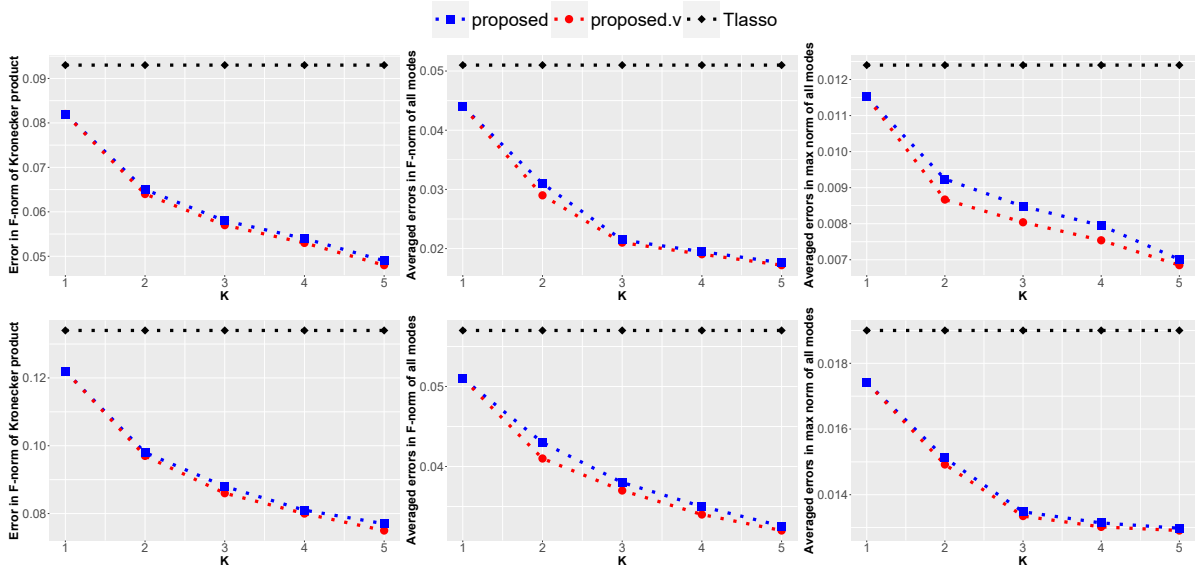 proposed proposed.v Tlasso
Error in F-norm of Kronecker product
0.09
0.08
0.07
0.06
0.05
1 2 3 4 5
K
Averaged errors in F-norm of all modes
0.05
0.04
0.03
0.02
1 2 3 4 5
K
Averaged errors in max norm of all modes
0.012
0.011
0.010
0.009
0.008
0.007
1 2 3 4 5
K
Error in F-norm of Kronecker product
0.12
0.10
0.08
1 2 3 4 5
K
Averaged errors in F-norm of all modes
0.05
0.04
1 2 3 4 5
K
Averaged errors in max norm of all modes
0.018
0.016
0.014
1 2 3 4 5
K